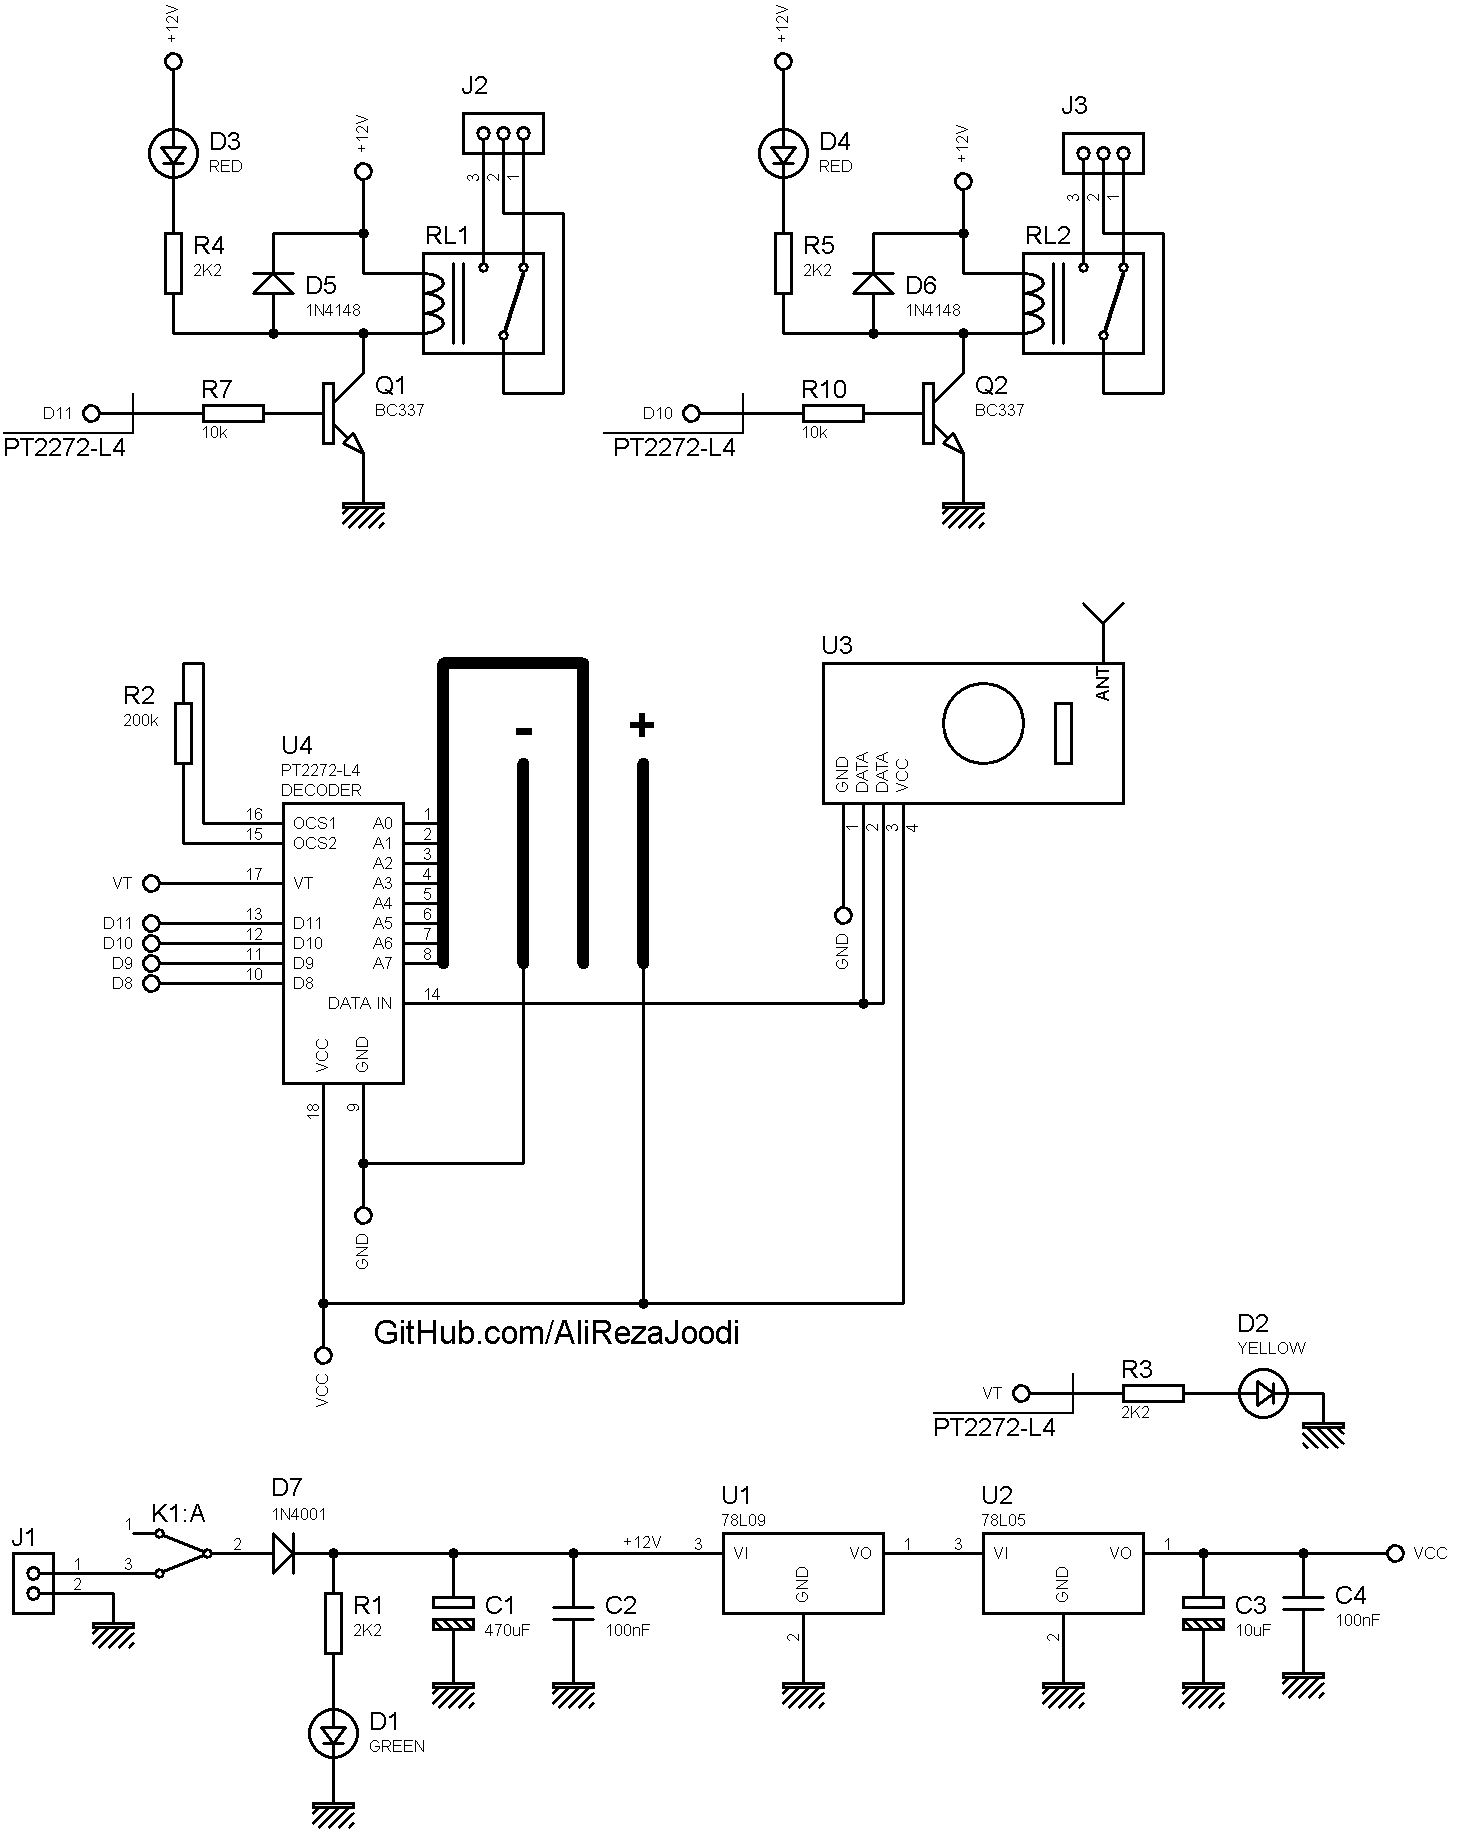 +12V
+12V
J2
J3
D3
RED
+12V
D4
RED
+12V
3
2
1
3
2
1
R4
2K2
RL1
R5
2K2
RL2
D5
1N4148
D6
1N4148
R7
10k
Q1
BC337
R10
10k
Q2
BC337
D11
PT2272-L4
D10
PT2272-L4
U3
ANT
GND
DATA
DATA
VCC
1
2
3
4
GND
R2
200k
- +
U4
PT2272-L4
DECODER
16 OCS1 A0 1
15 OCS2 A1 2
A2 3
VT 17 VT A3 4
A4 5
D11 13 D11 A5 6
D10 12 D10 A6 7
D9 11 D9 A7 8
D8 10 D8
DATA IN 14
VCC
GND
18
9
GND
VCC
GitHub.com/AliRezaJoodi
D2
YELLOW
R3
2K2
VT
PT2272-L4
J1
1
2
K1:A
1
3
2
D7
1N4001
R1
2K2
D1
GREEN
C1
470uF
C2
100nF
+12V
U1
78L09
3 VI VO 1
GND
2
U2
78L05
3 VI VO 1
GND
2
C3
10uF
C4
100nF
VCC